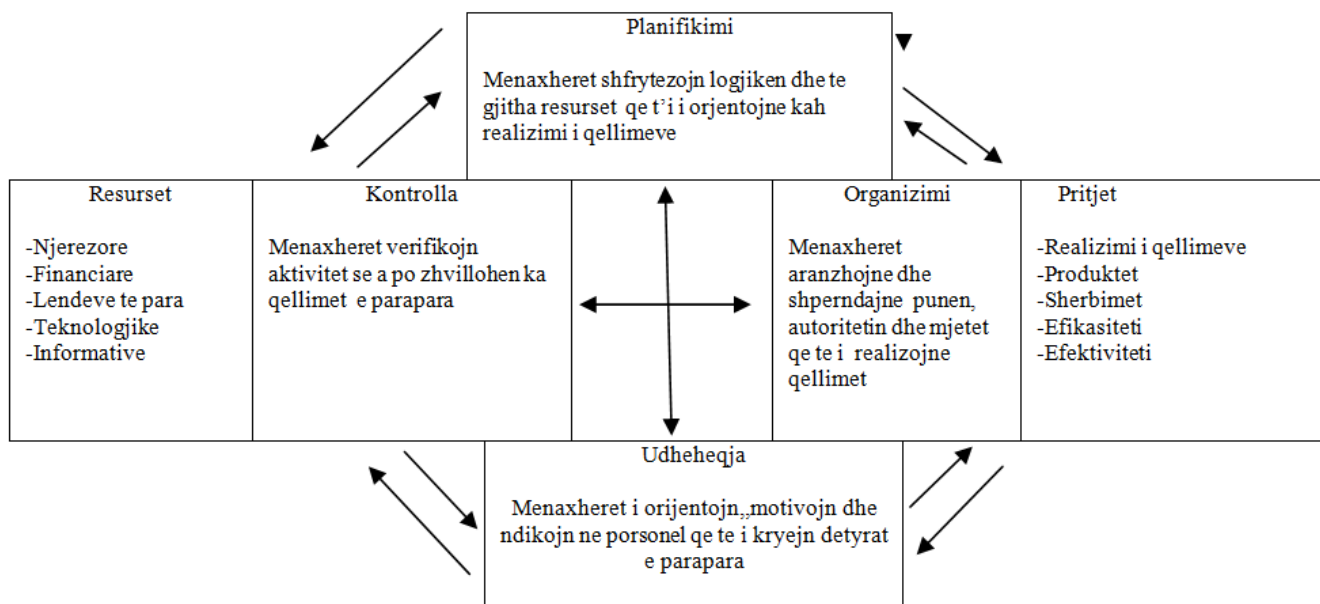 Planifikimi
Menaxheret shfrytezojn logjiken dhe te
gjitha resurset qe t’i i orjentojne kah
realizimi i qellimeve
Resurset
-Njerezore
-Financiare
-Lendeve te para
-Teknologjike
-Informative
Kontrolla
Menaxheret verifikojn
aktivitet se a po zhvillohen ka
qellimet e parapara
Organizimi
Menaxheret
aranzhojne dhe
shperndajne punen,
autoritetin dhe mjetet
qe te i realizojne
qellimet
Pritjet
-Realizimi i qellimeve
-Produktet
-Sherbimet
-Efikasiteti
-Efektiviteti
Udheheqja
Menaxheret i orijentojn,,motivojn dhe
ndikojn ne porsonel qe te i kryejn detyrat
e parapara